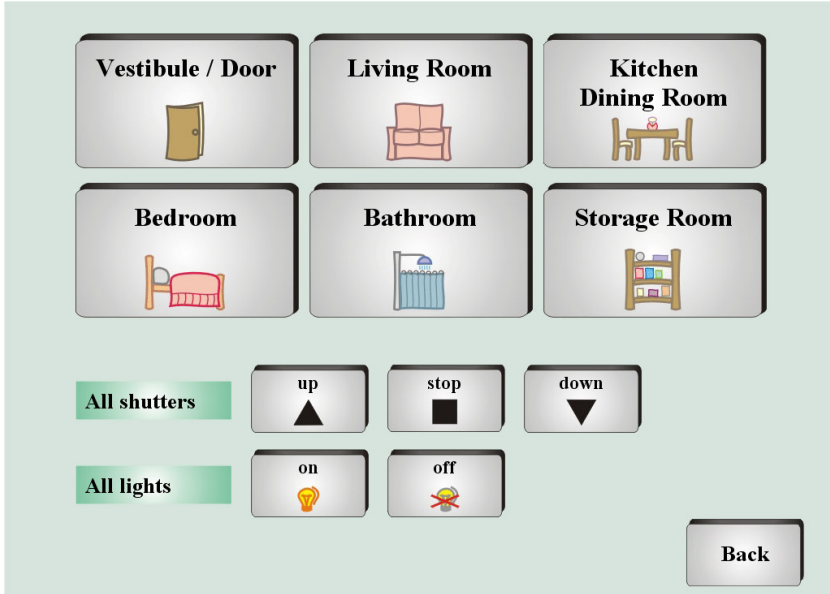 Vestibule / Door
Living Room
Kitchen
Dining Room
Bedroom
Bathroom
Storage Room
All shutters
up
stop
down
All lights
on
off
Back